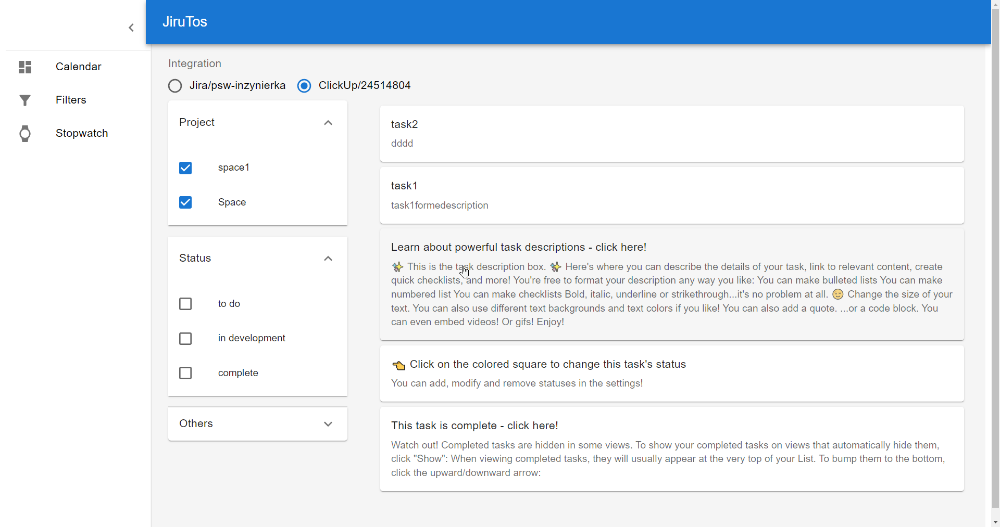 JiruTos
Calendar
Filters
Stopwatch
Integration
Jira/psw-inzynierka
ClickUp/24514804
Project
space1
Space
Status
to do
in development
complete
Others
task2
dddd
task1
task1formedescription
Learn about powerful task descriptions - click here!
✨ This is the task description box. ✨ Here's where you can describe the details of your task, link to relevant content, create
quick checklists, and more! You're free to format your description any way you like: You can make bulleted lists You can make
numbered list You can make checklists Bold, italic, underline or strikethrough...it's no problem at all. 😉 Change the size of your
text. You can also use different text backgrounds and text colors if you like! You can also add a quote. ...or a code block. You
can even embed videos! Or gifs! Enjoy!
👈 Click on the colored square to change this task's status
You can add, modify and remove statuses in the settings!
This task is complete - click here!
Watch out! Completed tasks are hidden in some views. To show your completed tasks on views that automatically hide them,
click "Show": When viewing completed tasks, they will usually appear at the very top of your List. To bump them to the bottom,
click the upward/downward arrow: